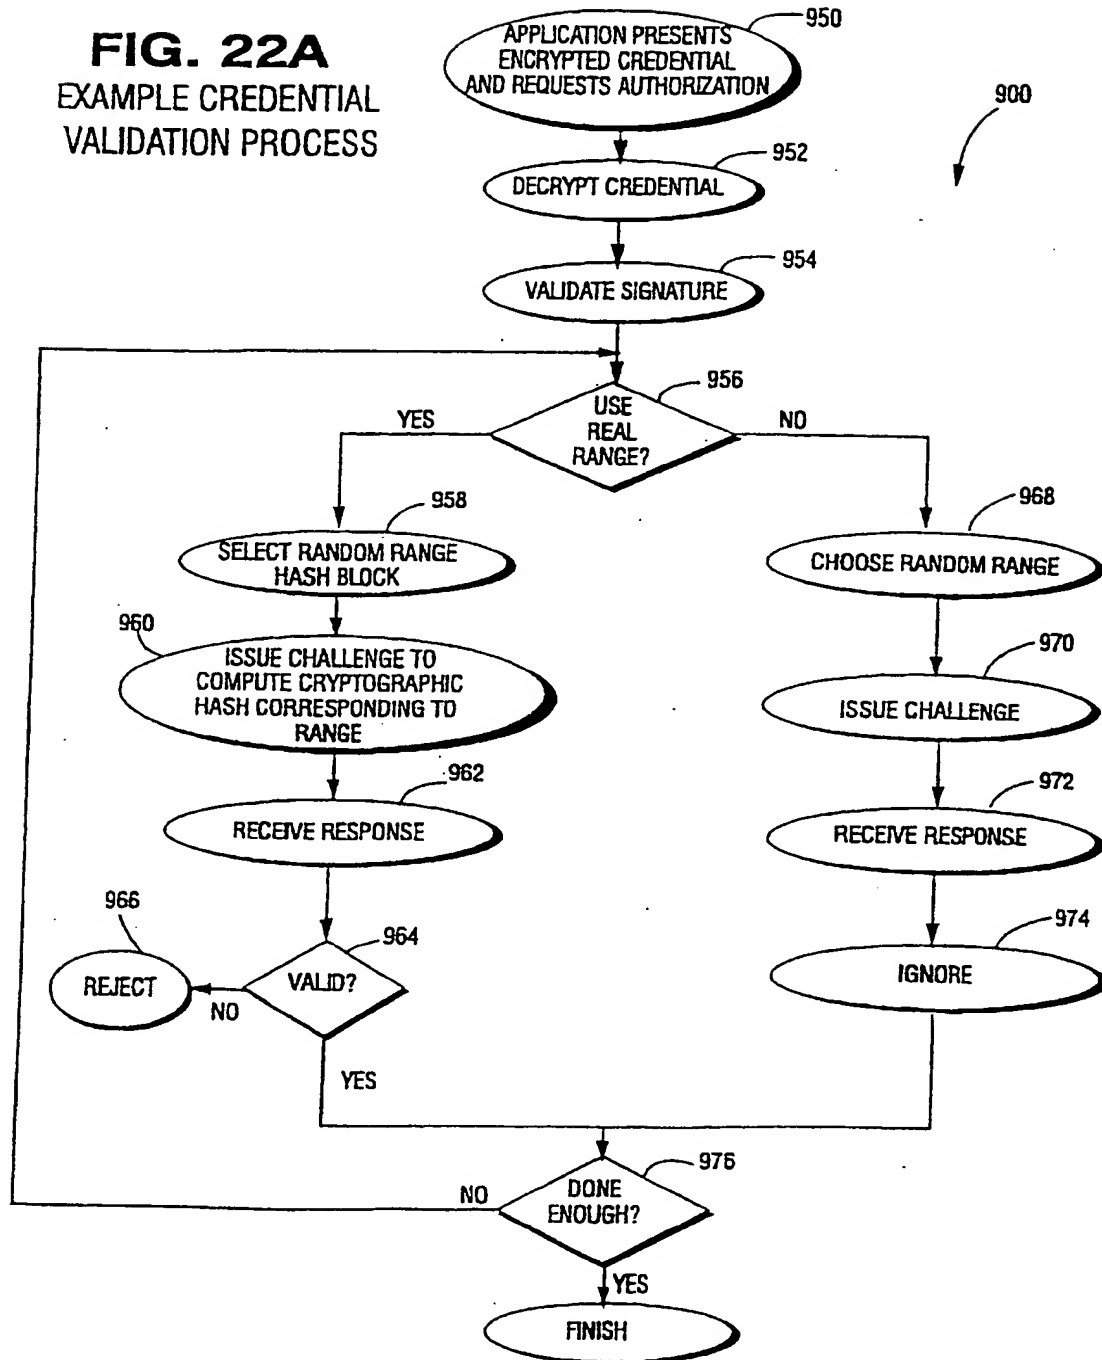 FIG. 22A
EXAMPLE CREDENTIAL
VALIDATION PROCESS
950
APPLICATION PRESENTS
ENCRYPTED CREDENTIAL
AND REQUESTS AUTHORIZATION
900
952
DECRYPT CREDENTIAL
954
VALIDATE SIGNATURE
956
USE
REAL
RANGE?
YES
NO
958
SELECT RANDOM RANGE
HASH BLOCK
968
CHOOSE RANDOM RANGE
960
ISSUE CHALLENGE TO
COMPUTE CRYPTOGRAPHIC
HASH CORRESPONDING TO
RANGE
970
ISSUE CHALLENGE
962
RECEIVE RESPONSE
972
RECEIVE RESPONSE
966
REJECT
NO
964
VALID?
YES
974
IGNORE
976
DONE
ENOUGH?
NO
YES
FINISH